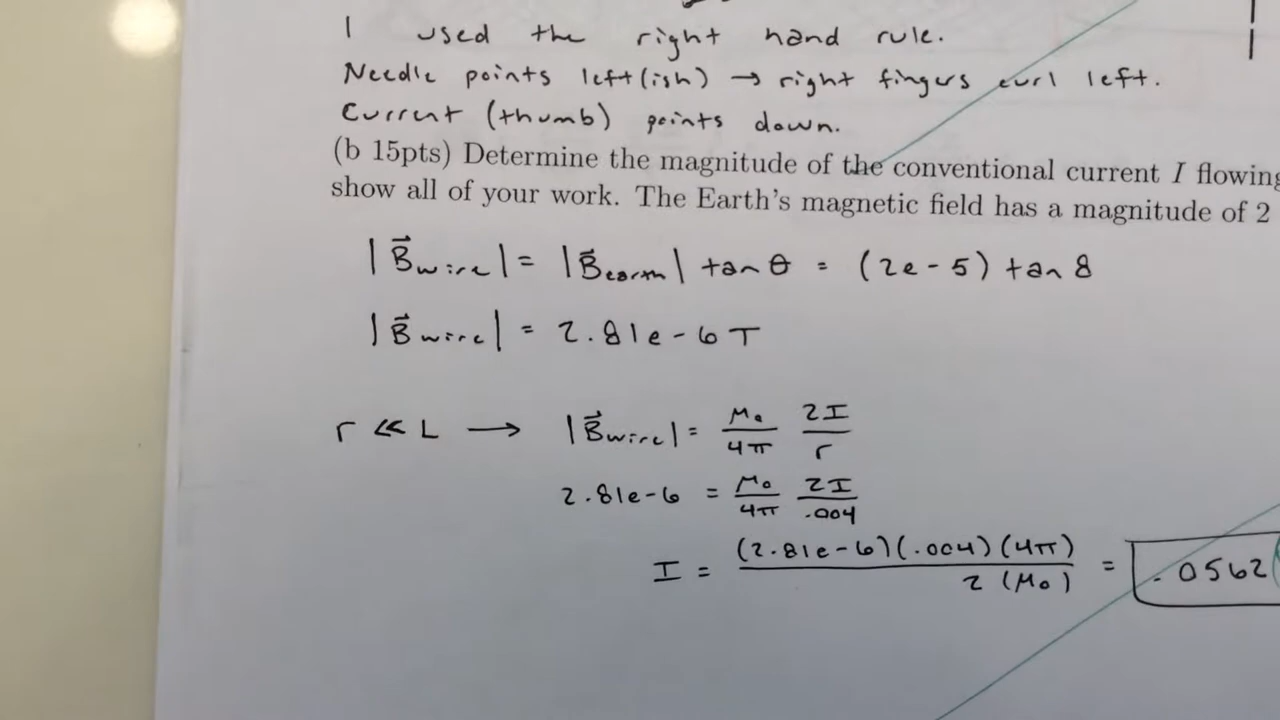 I used the right hand rule.
Needle points left(ish) → right fingers curl left.
Current (thumb) points down.
(b 15pts) Determine the magnitude of the conventional current I flowing
show all of your work. The Earth's magnetic field has a magnitude of 2
|B⃗wire| = |B⃗earth| tan θ = (2e-5) tan 8
|B⃗wire| = 2.81e-6 T
r << L → |B⃗wire| = μ₀/4π 2I/r
2.81e-6 = μ₀/4π 2I/.004
I = (2.81e-6)(.004)(4π)/2(μ₀) = .0562